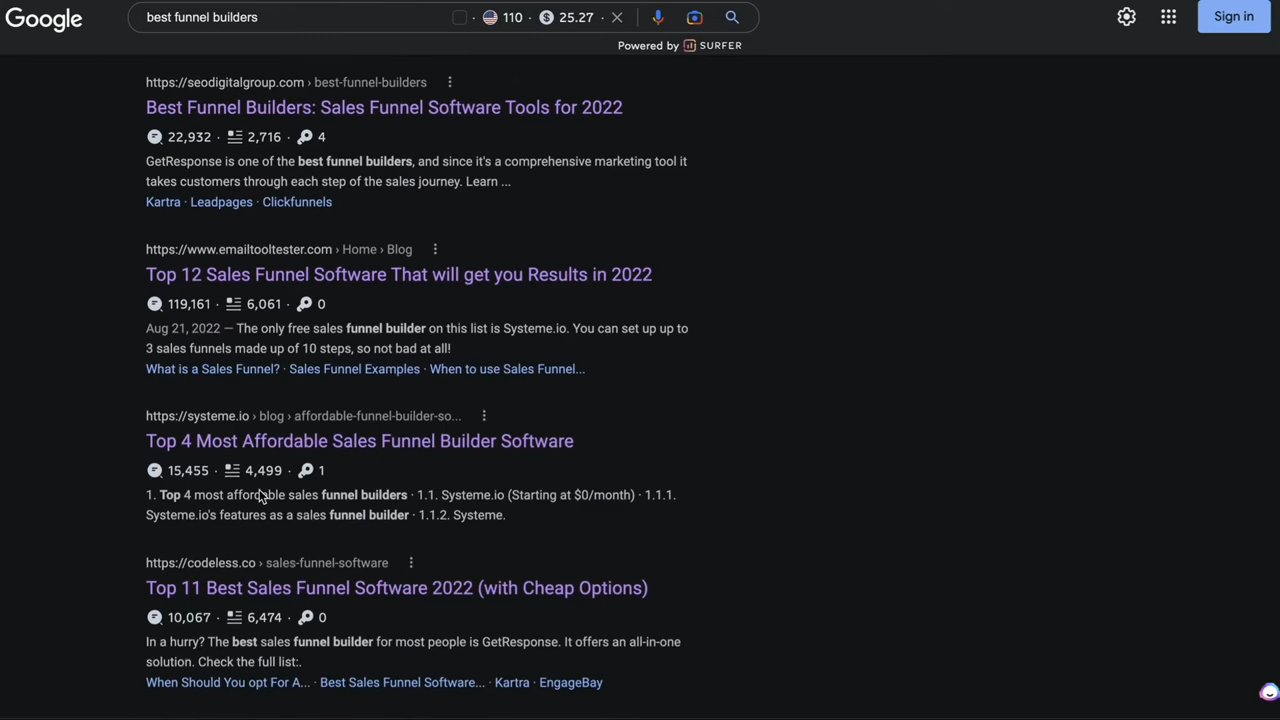 Google
best funnel builders
110 · 25.27
Sign in
Powered by SURFER
https://seodigitalgroup.com › best-funnel-builders
Best Funnel Builders: Sales Funnel Software Tools for 2022
22,932 · 2,716 · 4
GetResponse is one of the best funnel builders, and since it's a comprehensive marketing tool it
takes customers through each step of the sales journey. Learn ...
Kartra · Leadpages · Clickfunnels
https://www.emailtooltester.com › Home › Blog
Top 12 Sales Funnel Software That will get you Results in 2022
119,161 · 6,061 · 0
Aug 21, 2022 — The only free sales funnel builder on this list is Systeme.io. You can set up up to
3 sales funnels made up of 10 steps, so not bad at all!
What is a Sales Funnel? · Sales Funnel Examples · When to use Sales Funnel...
https://systeme.io › blog › affordable-funnel-builder-so...
Top 4 Most Affordable Sales Funnel Builder Software
15,455 · 4,499 · 1
1. Top 4 most affordable sales funnel builders · 1.1. Systeme.io (Starting at $0/month) · 1.1.1.
Systeme.io's features as a sales funnel builder · 1.1.2. Systeme.
https://codeless.co › sales-funnel-software
Top 11 Best Sales Funnel Software 2022 (with Cheap Options)
10,067 · 6,474 · 0
In a hurry? The best sales funnel builder for most people is GetResponse. It offers an all-in-one
solution. Check the full list:.
When Should You opt For A... · Best Sales Funnel Software... · Kartra · EngageBay